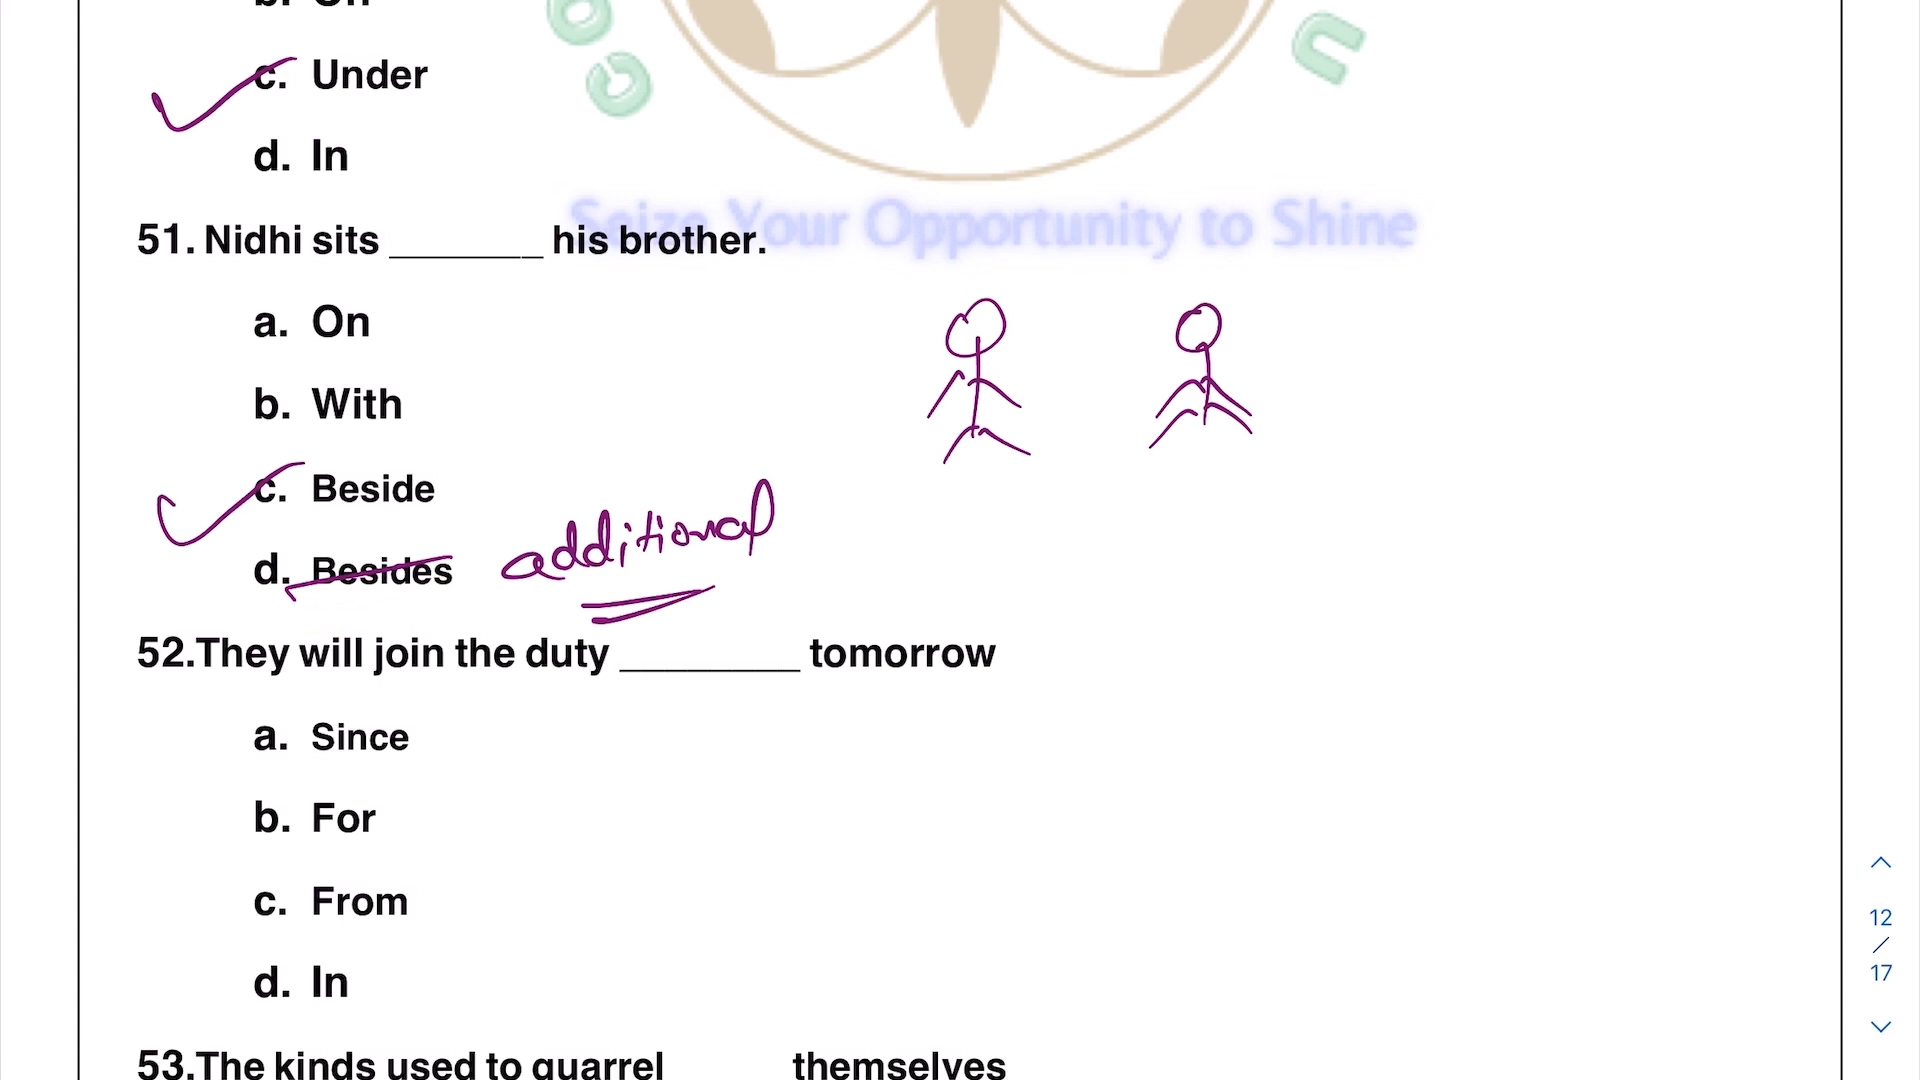 c. Under
d. In
Seize Your Opportunity to Shine
51. Nidhi sits _______ his brother.
a. On
b. With
c. Beside
d. Besides additional
52.They will join the duty ________ tomorrow
a. Since
b. For
c. From
d. In
53.The kinds used to quarrel themselves
12
/
17